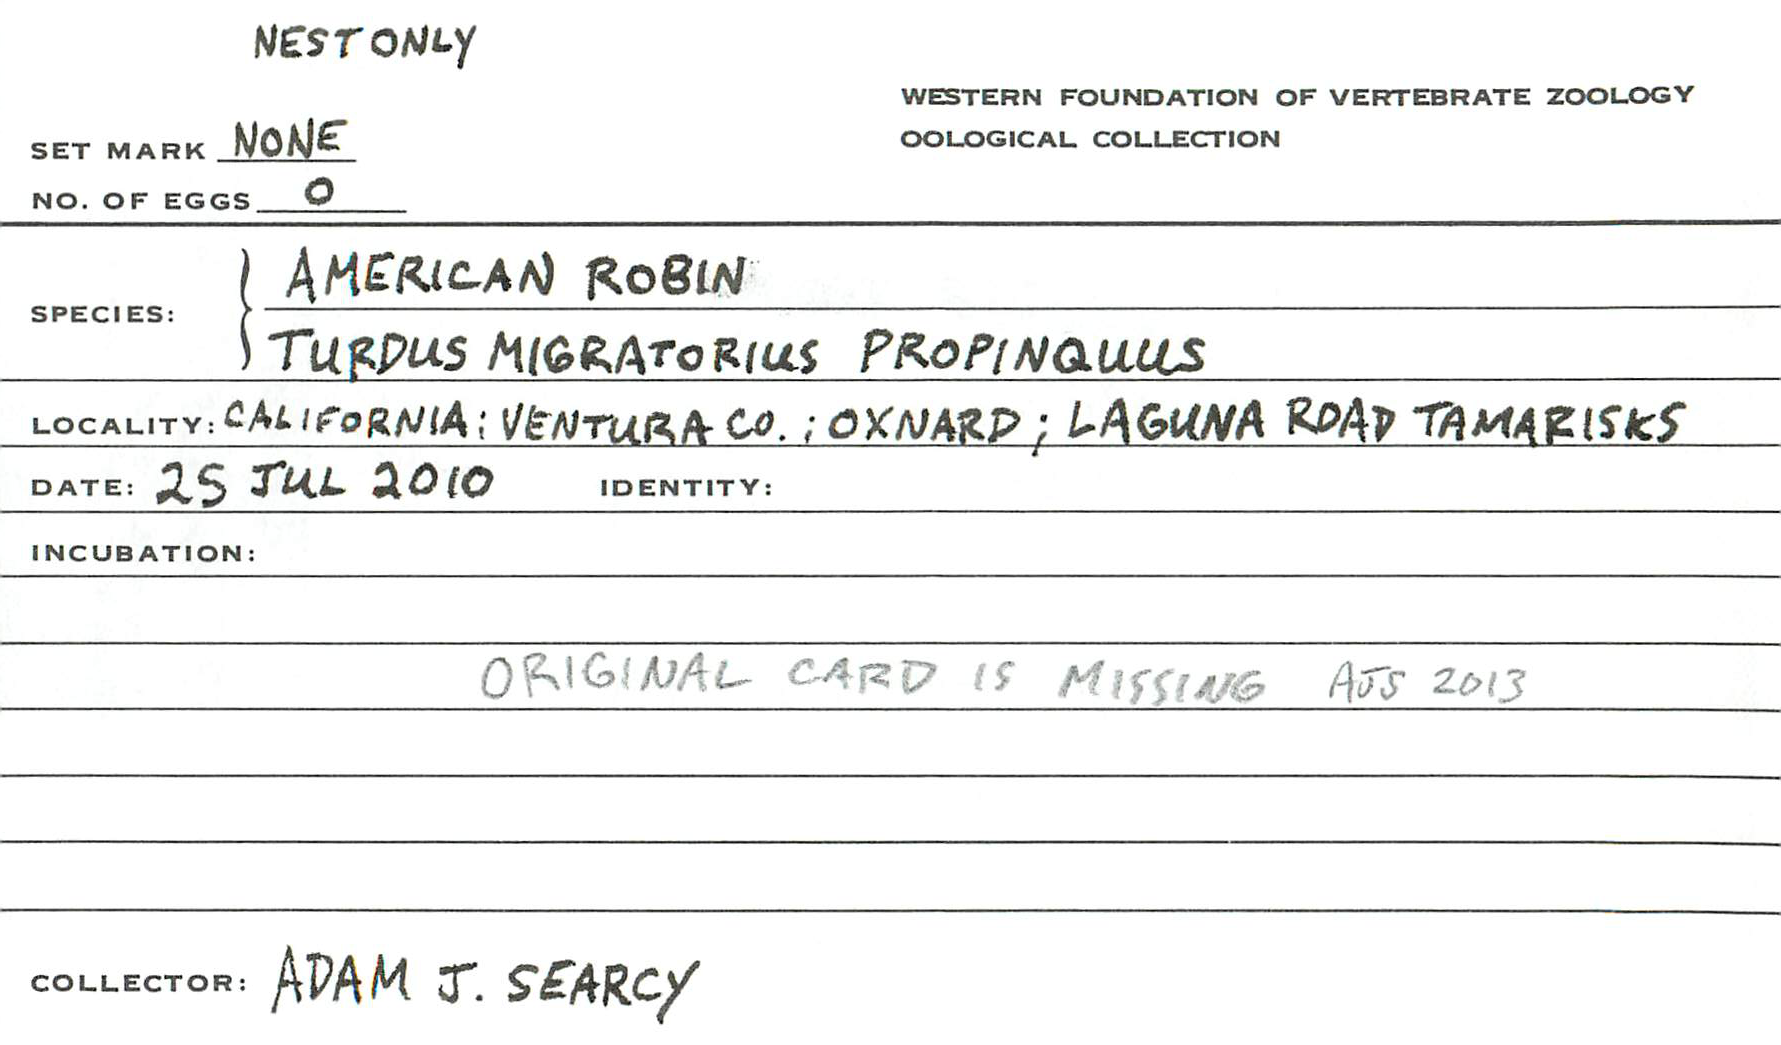 NEST ONLY
WESTERN FOUNDATION OF VERTEBRATE ZOOLOGY
OOLOGICAL COLLECTION
SET MARK NONE
NO. OF EGGS 0
SPECIES: AMERICAN ROBIN
TURDUS MIGRATORIUS PROPINQUUS
LOCALITY: CALIFORNIA; VENTURA CO.; OXNARD; LAGUNA ROAD TAMARISKS
DATE: 25 JUL 2010 IDENTITY:
INCUBATION:
ORIGINAL CARD IS MISSING AJS 2013
COLLECTOR: ADAM J. SEARCY